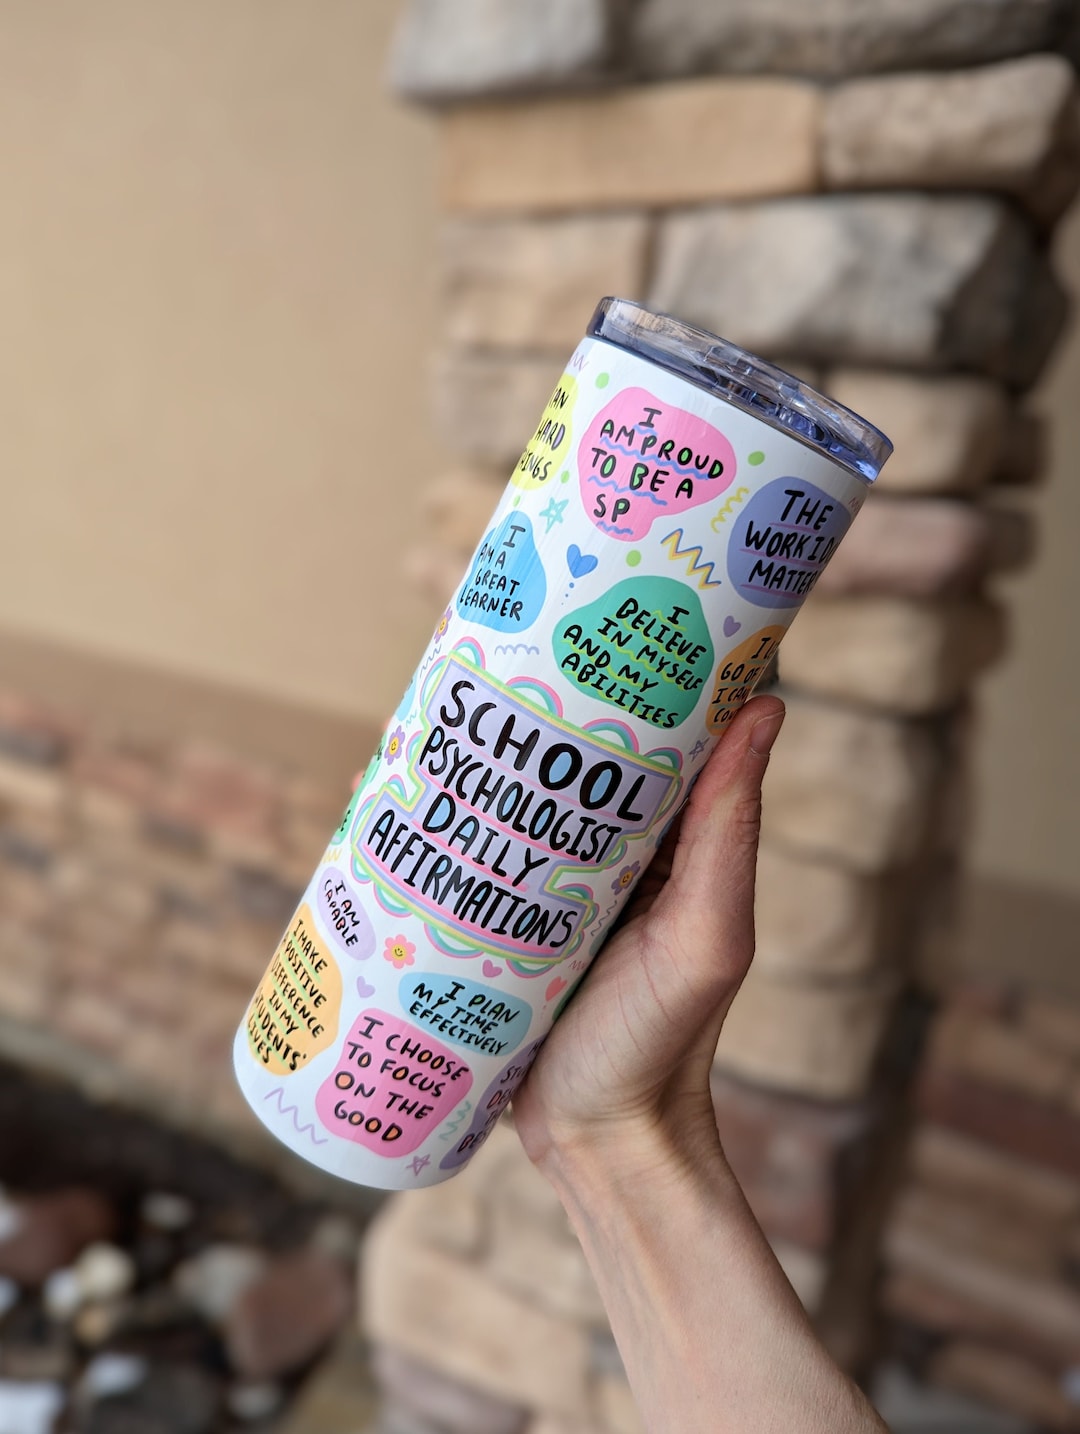 HARD
I
AM PROUD
TO BE A
SP
THE
WORK I
I
AM A
GREAT
LEARNER
I
BELIEVE
IN MYSELF
AND MY
ABILITIES
I
GO
I
SCHOOL
PSYCHOLOGIST
DAILY
AFFIRMATIONS
I AM
CAPABLE
I MAKE
POSITIVE
DIFFERENCE
IN MY
STUDENTS'
LIVES
I PLAN
MY TIME
EFFECTIVELY
I CHOOSE
TO FOCUS
ON THE
GOOD